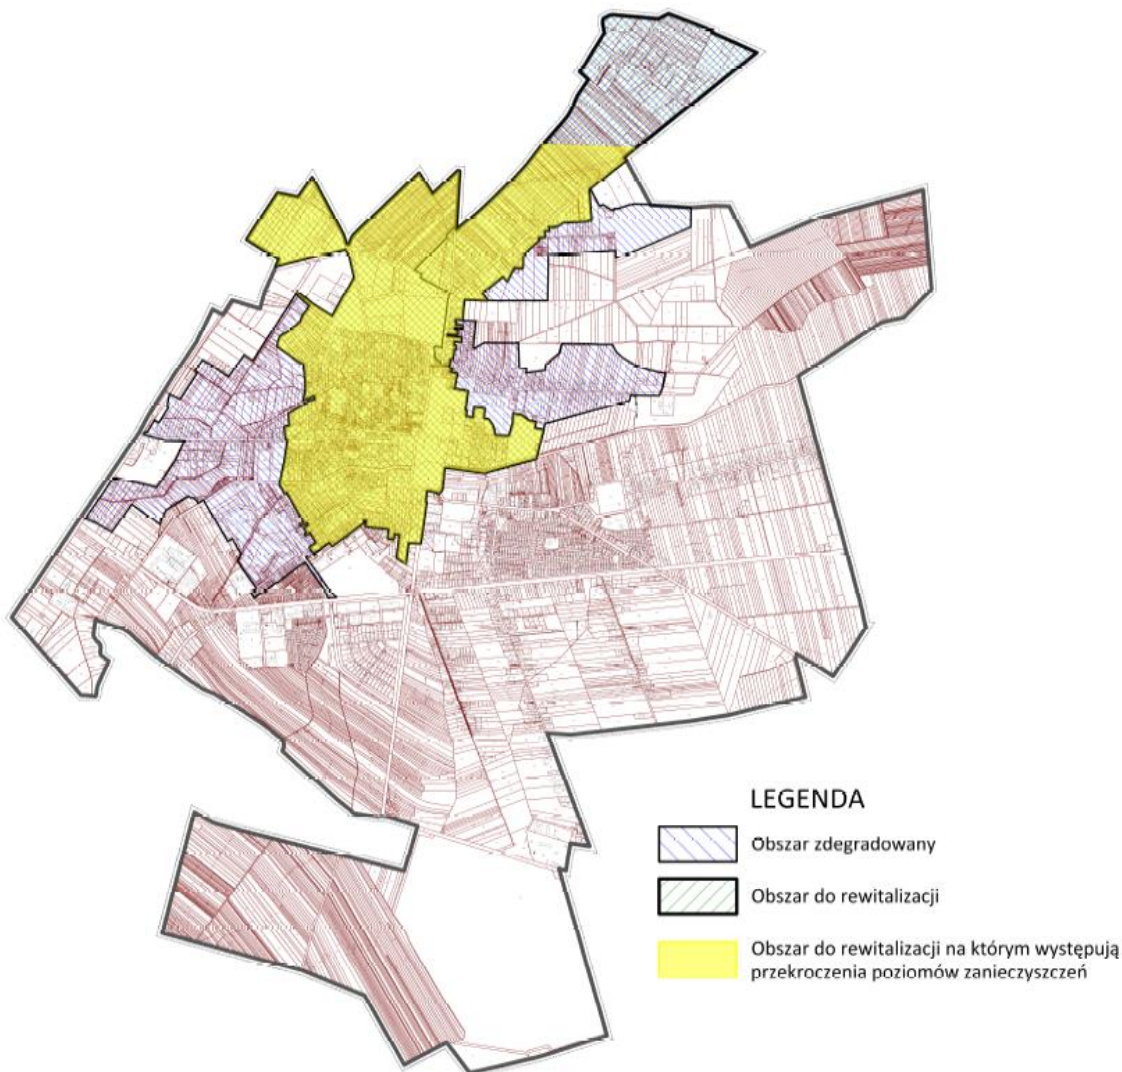 LEGENDA
Obszar zdegradowany
Obszar do rewitalizacji
Obszar do rewitalizacji na którym występują
przekroczenia poziomów zanieczyszczeń